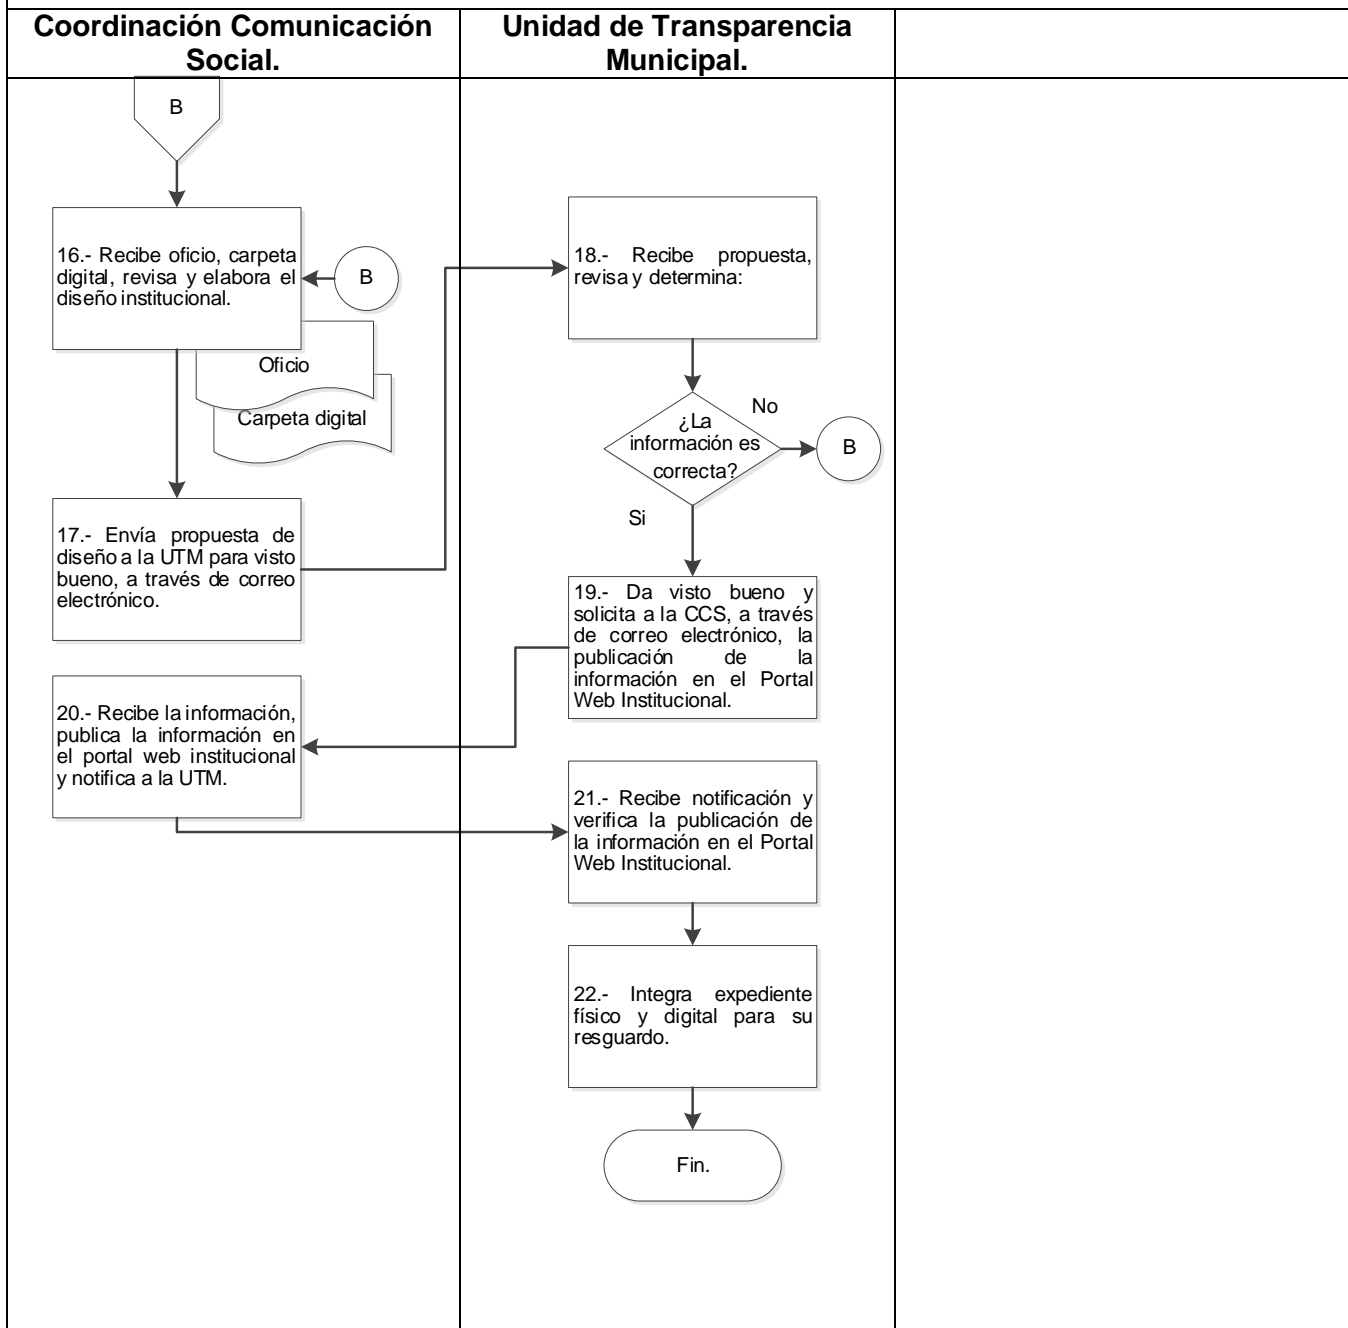 Coordinación Comunicación
Social.
Unidad de Transparencia
Municipal.
B
16.- Recibe oficio, carpeta
digital, revisa y elabora el
diseño institucional.
B
Oficio
Carpeta digital
17.- Envía propuesta de
diseño a la UTM para visto
bueno, a través de correo
electrónico.
18.- Recibe propuesta,
revisa y determina:
¿La
información es
correcta?
No
B
Si
19.- Da visto bueno y
solicita a la CCS, a través
de correo electrónico, la
publicación de la
información en el Portal
Web Institucional.
20.- Recibe la información,
publica la información en
el portal web institucional
y notifica a la UTM.
21.- Recibe notificación y
verifica la publicación de
la información en el Portal
Web Institucional.
22.- Integra expediente
físico y digital para su
resguardo.
Fin.